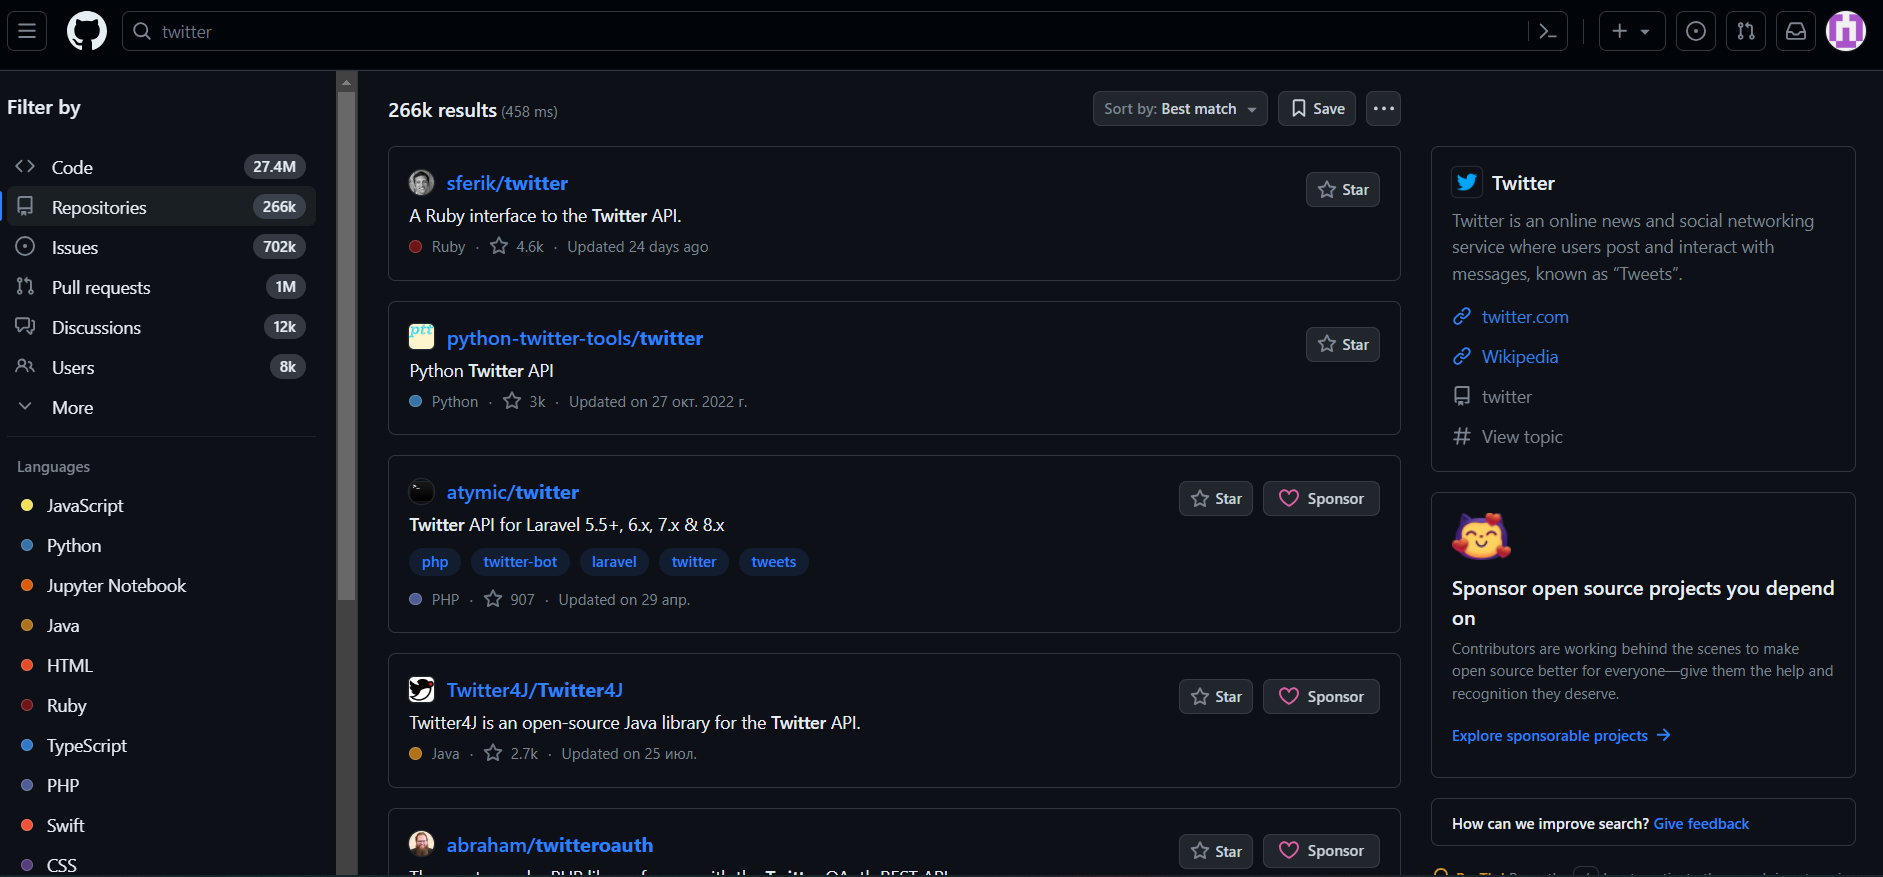 twitter
Filter by
Code 27.4M
Repositories 266k
Issues 702k
Pull requests 1M
Discussions 12k
Users 8k
More
Languages
JavaScript
Python
Jupyter Notebook
Java
HTML
Ruby
TypeScript
PHP
Swift
CSS
266k results (458 ms)
Sort by: Best match
Save
sferik/twitter
Star
A Ruby interface to the Twitter API.
Ruby · 4.6k · Updated 24 days ago
ptt
python-twitter-tools/twitter
Star
Python Twitter API
Python · 3k · Updated on 27 окт. 2022 г.
atymic/twitter
Star
Sponsor
Twitter API for Laravel 5.5+, 6.x, 7.x & 8.x
php twitter-bot laravel twitter tweets
PHP · 907 · Updated on 29 апр.
Twitter4J/Twitter4J
Star
Sponsor
Twitter4J is an open-source Java library for the Twitter API.
Java · 2.7k · Updated on 25 июл.
abraham/twitteroauth
Star
Sponsor
Twitter
Twitter is an online news and social networking
service where users post and interact with
messages, known as “Tweets”.
twitter.com
Wikipedia
twitter
View topic
Sponsor open source projects you depend
on
Contributors are working behind the scenes to make
open source better for everyone—give them the help and
recognition they deserve.
Explore sponsorable projects →
How can we improve search? Give feedback